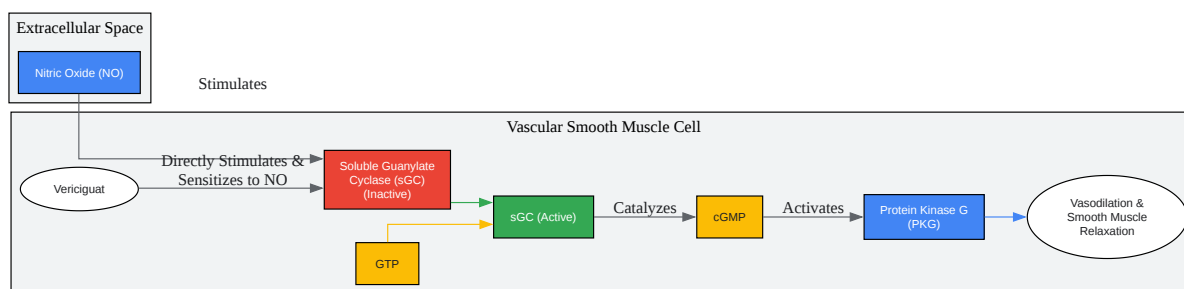 Extracellular Space
Nitric Oxide (NO)
Stimulates
Vascular Smooth Muscle Cell
Directly Stimulates &
Sensitizes to NO
Vericiguat
Soluble Guanylate
Cyclase (sGC)
(Inactive)
sGC (Active)
Catalyzes
cGMP
Activates
Protein Kinase G
(PKG)
Vasodilation &
Smooth Muscle
Relaxation
GTP